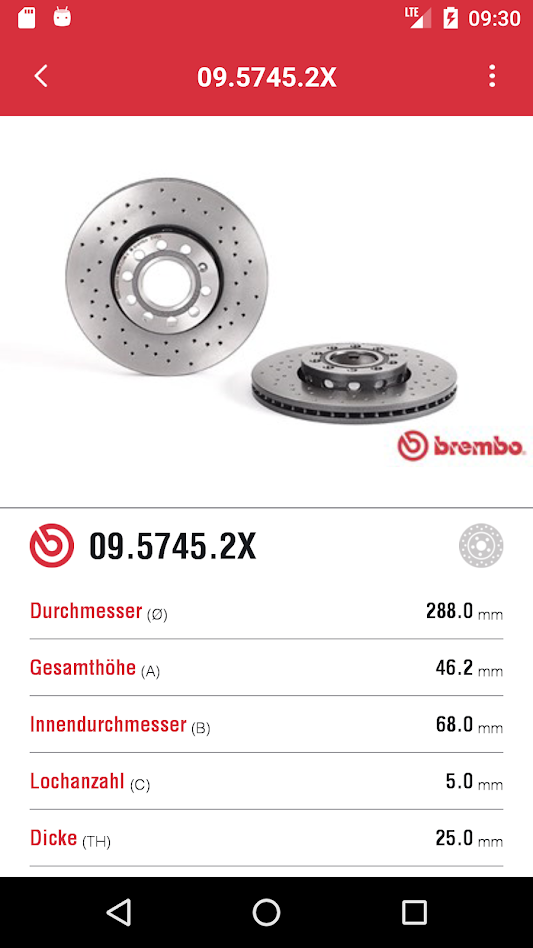 LTE 09:30
09.5745.2X
brembo
09.5745.2X
Durchmesser (Ø) 288.0 mm
Gesamthöhe (A) 46.2 mm
Innendurchmesser (B) 68.0 mm
Lochanzahl (C) 5.0 mm
Dicke (TH) 25.0 mm